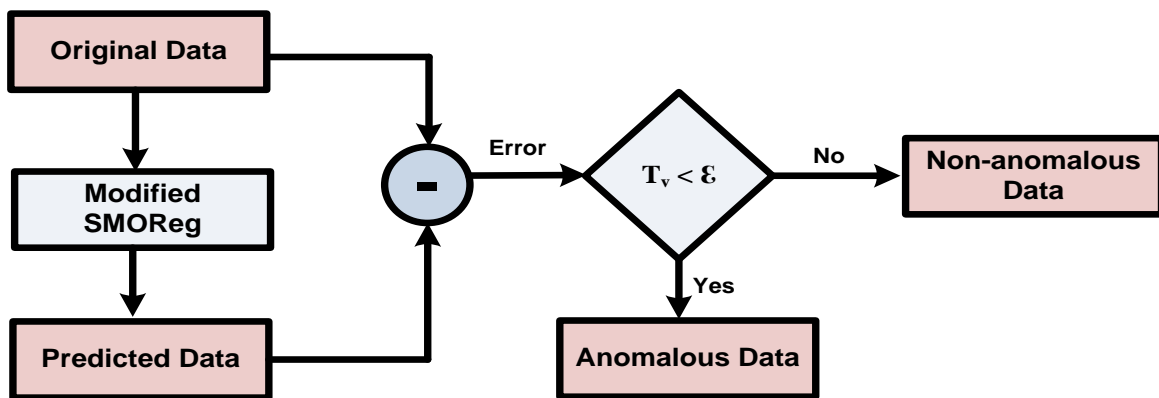 Original Data
Modified
SMOReg
Predicted Data
-
Error
Tᵥ < Ɛ
No
Non-anomalous
Data
Yes
Anomalous Data